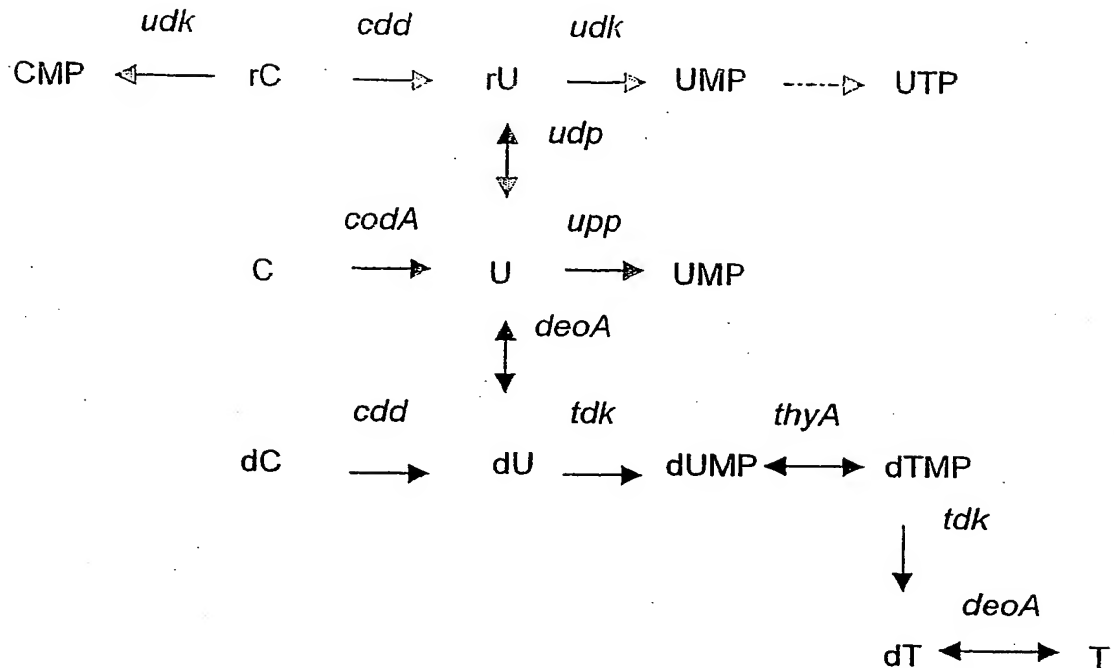 udk cdd udk
CMP rC rU UMP UTP
udp
codA upp
C U UMP
deoA
cdd tdk thyA
dC dU dUMP dTMP
tdk
deoA
dT T